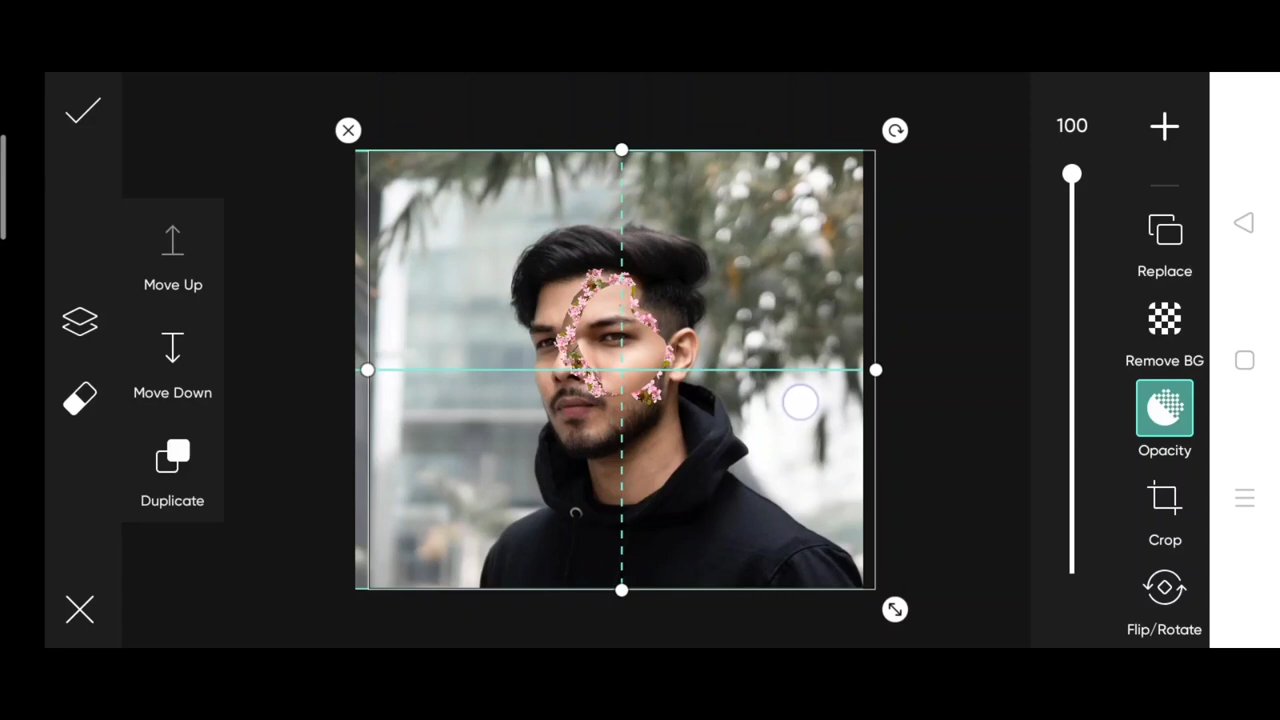 Move Up
Move Down
Duplicate
100
Replace
Remove BG
Opacity
Crop
Flip/Rotate